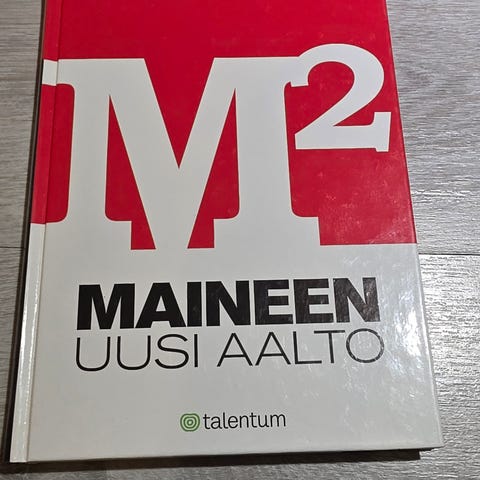 M²
MAINEEN
UUSI AALTO
talentum